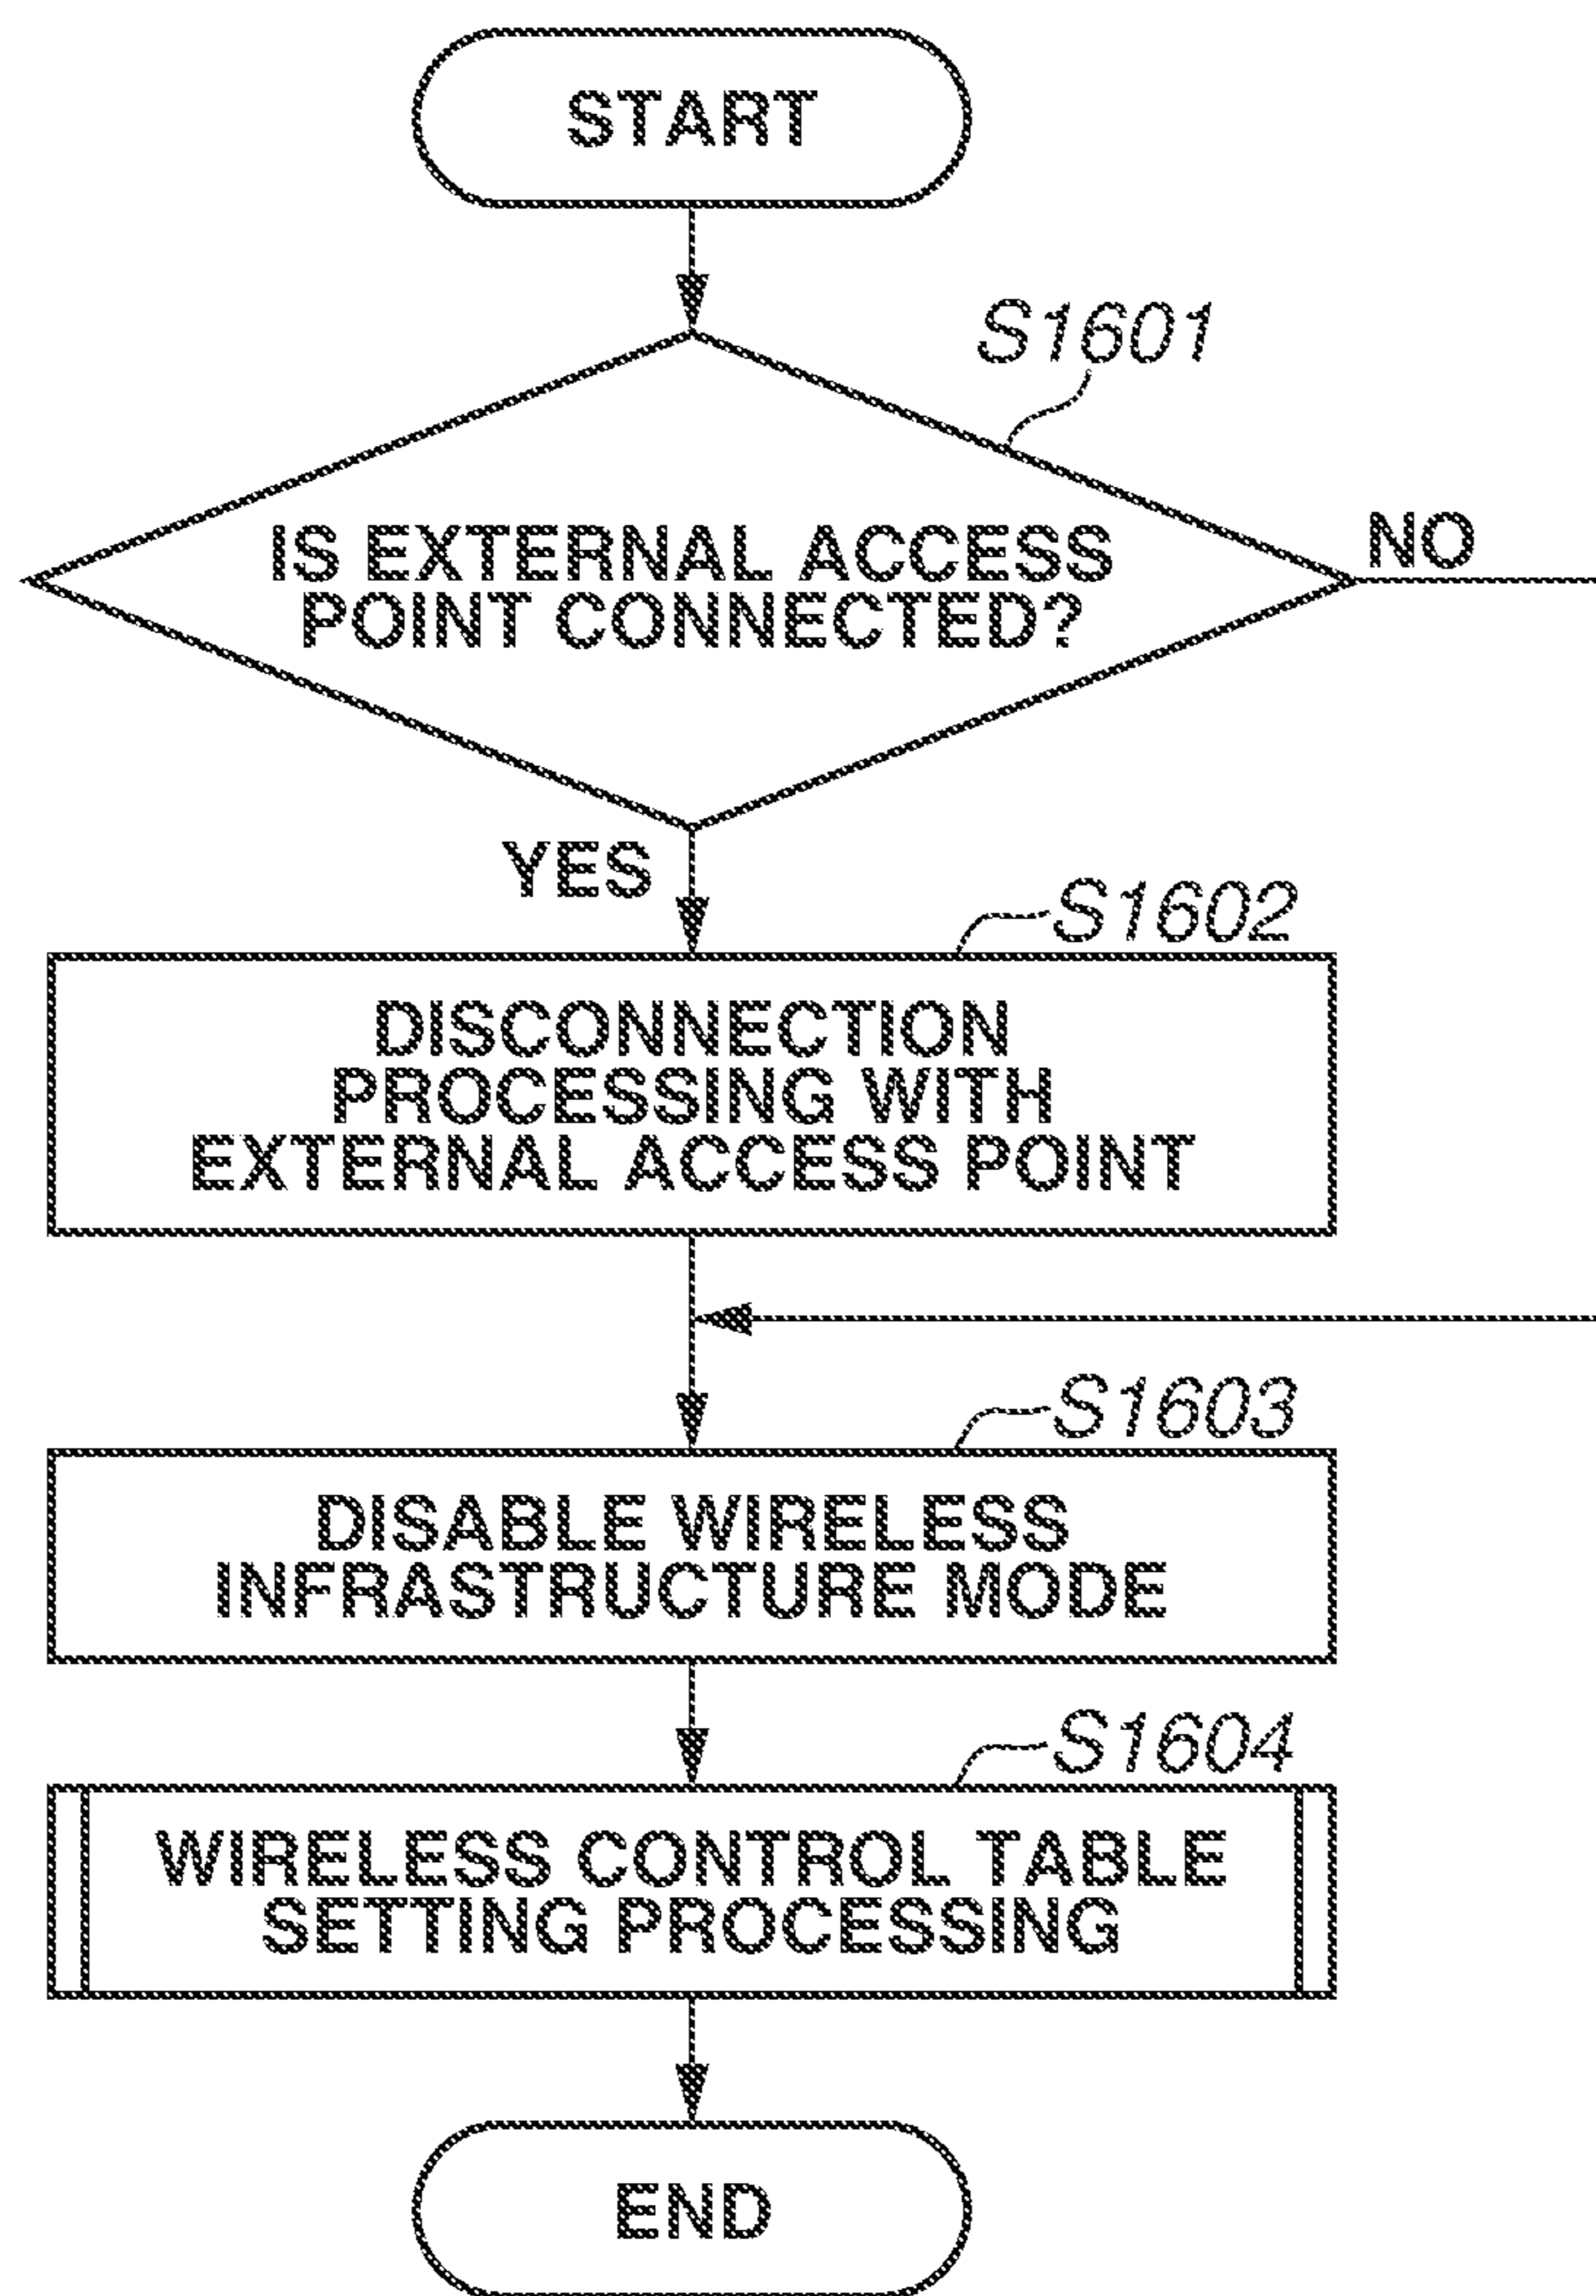 START
S1601
IS EXTERNAL ACCESS
POINT CONNECTED?
NO
YES
S1602
DISCONNECTION
PROCESSING WITH
EXTERNAL ACCESS POINT
S1603
DISABLE WIRELESS
INFRASTRUCTURE MODE
S1604
WIRELESS CONTROL TABLE
SETTING PROCESSING
END